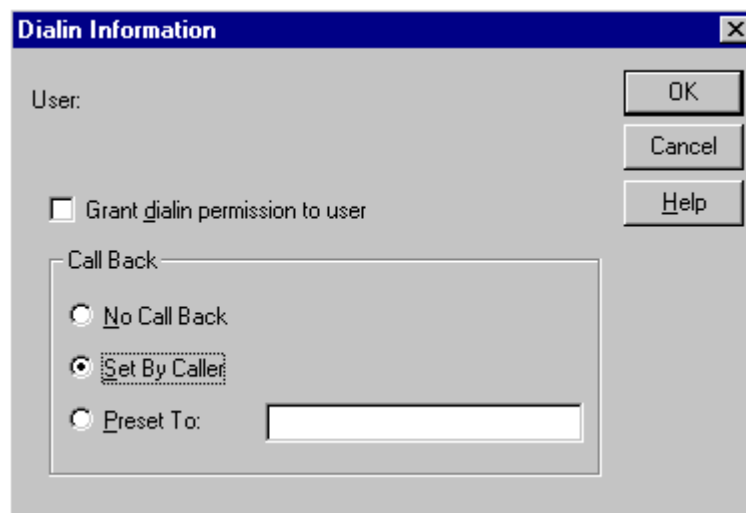 Dialin Information
User:
OK
Cancel
Help
Grant dialin permission to user
Call Back
No Call Back
Set By Caller
Preset To: